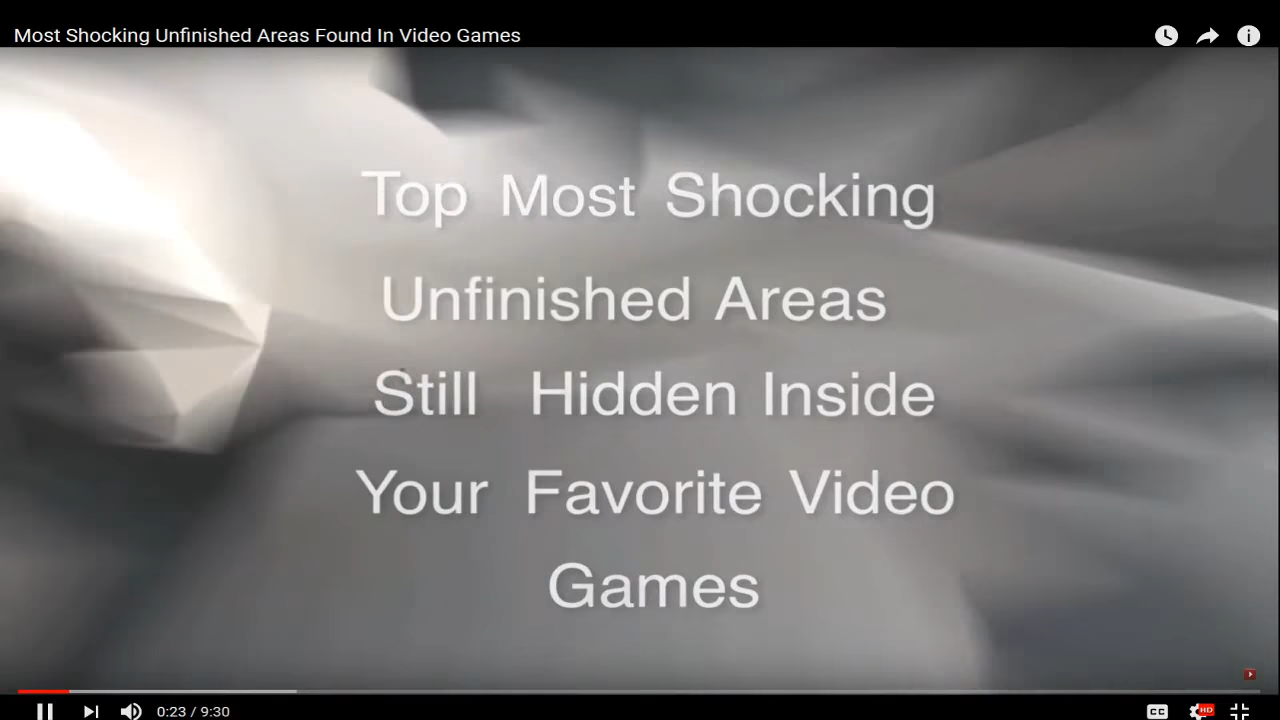 Most Shocking Unfinished Areas Found In Video Games
Top Most Shocking
Unfinished Areas
Still Hidden Inside
Your Favorite Video
Games
0:23 / 9:30
CC
HD